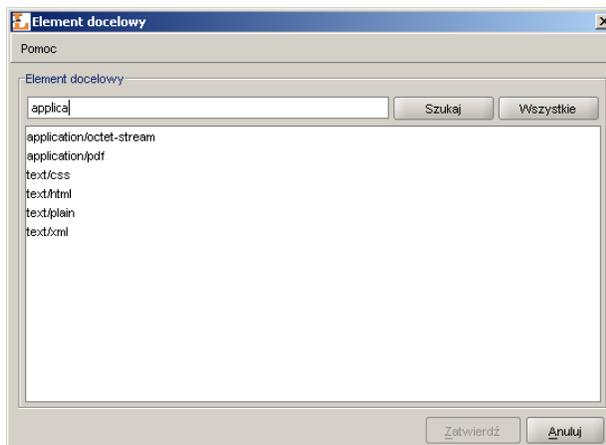 Element docelowy
Pomoc
Element docelowy
applica
Szukaj
Wszystkie
application/octet-stream
application/pdf
text/css
text/html
text/plain
text/xml
Zatwierdź
Anuluj